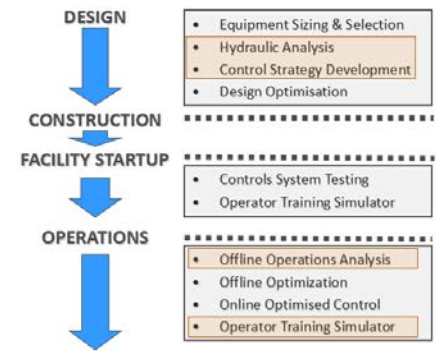 DESIGN
• Equipment Sizing & Selection
• Hydraulic Analysis
• Control Strategy Development
• Design Optimisation
CONSTRUCTION
FACILITY STARTUP
• Controls System Testing
• Operator Training Simulator
OPERATIONS
• Offline Operations Analysis
• Offline Optimization
• Online Optimised Control
• Operator Training Simulator